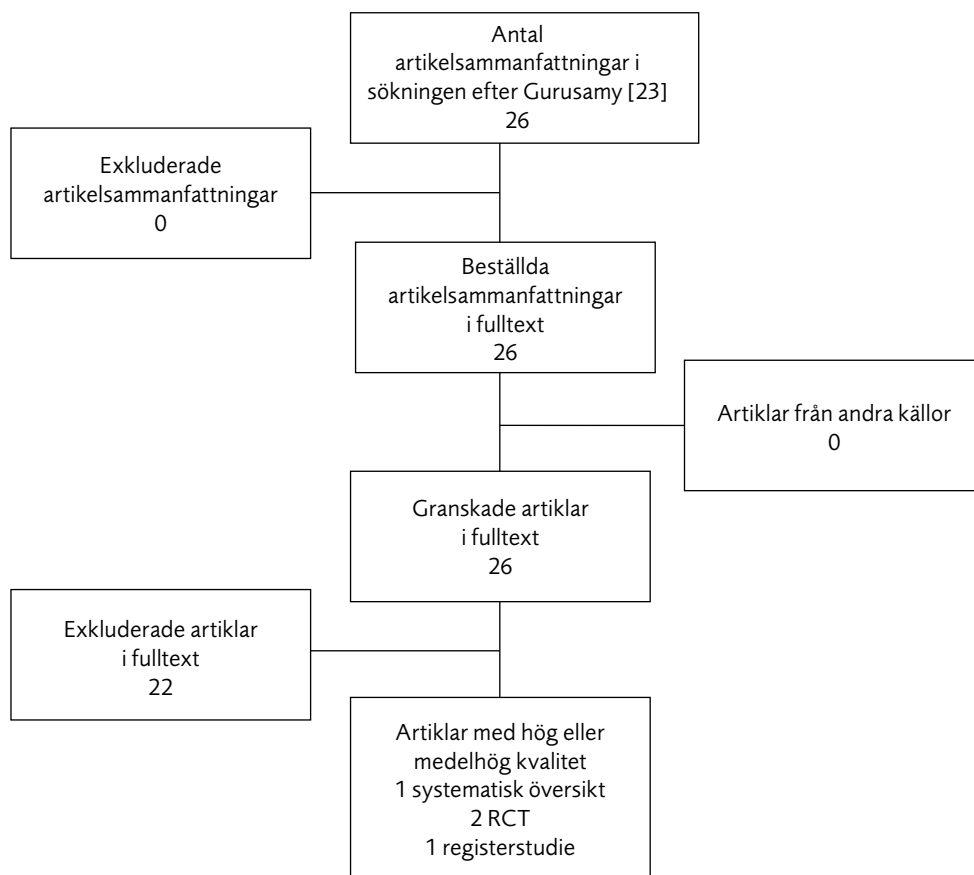 Antal
artikelsammanfattningar i
sökningen efter Gurusamy [23]
26
Exkluderade
artikelsammanfattningar
0
Beställda
artikelsammanfattningar
i fulltext
26
Artiklar från andra källor
0
Granskade artiklar
i fulltext
26
Exkluderade artiklar
i fulltext
22
Artiklar med hög eller
medelhög kvalitet
1 systematisk översikt
2 RCT
1 registerstudie